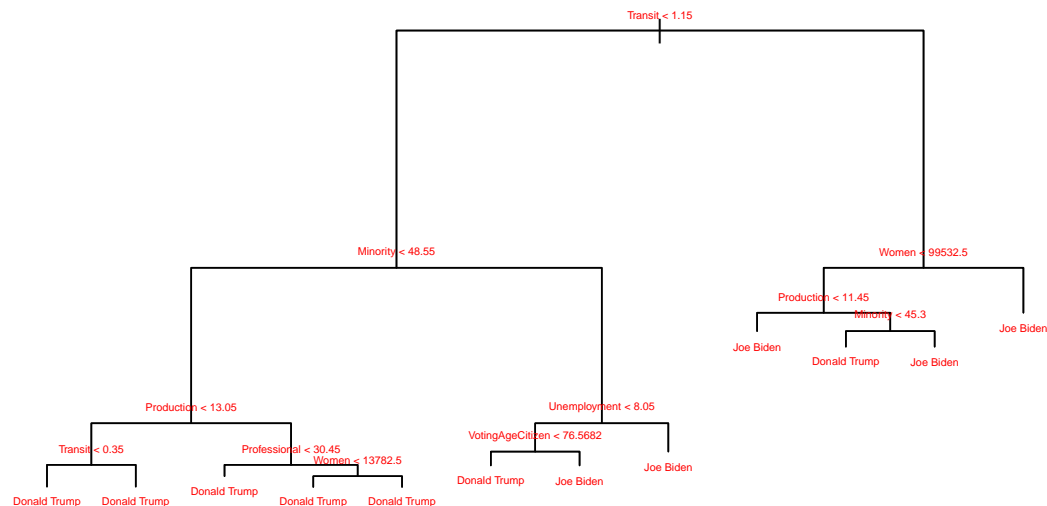 Transit < 1.15
Minority < 48.55
Women < 99532.5
Production < 11.45
Minority < 45.3
Joe Biden
Joe Biden
Donald Trump
Joe Biden
Production < 13.05
Unemployment < 8.05
Transit < 0.35
Professional < 30.45
Women < 13782.5
VotingAgeCitizen < 76.5682
Joe Biden
Donald Trump
Joe Biden
Donald Trump
Donald Trump
Donald Trump
Donald Trump
Donald Trump